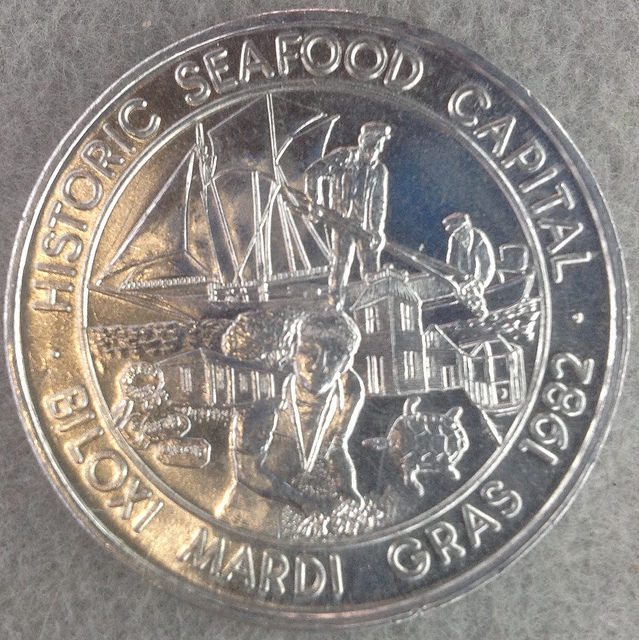 HISTORIC SEAFOOD CAPITAL
BILOXI MARDI GRAS 1982